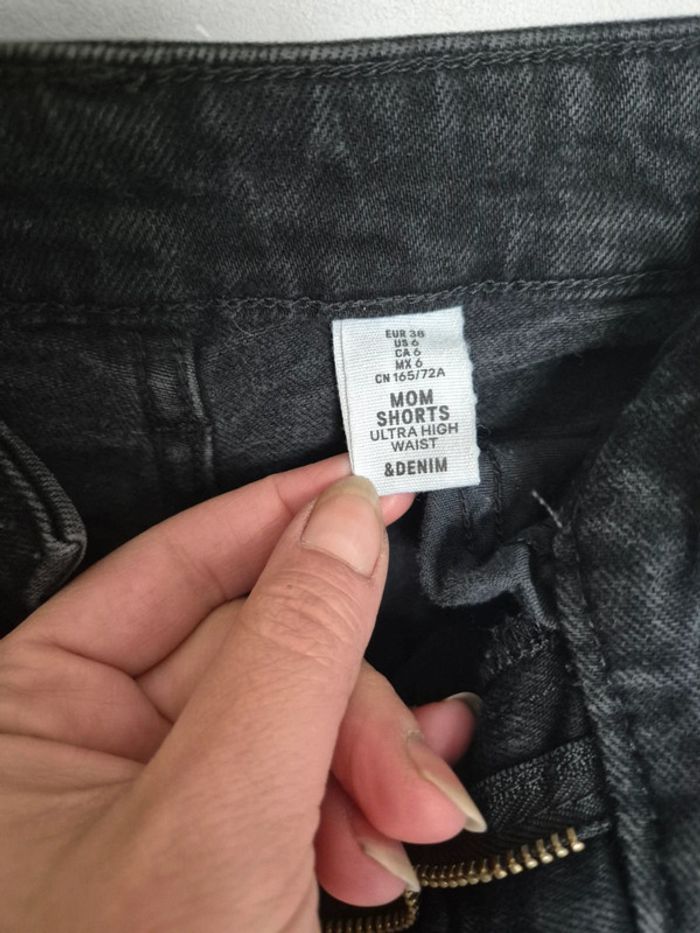 EUR 38
US 6
CA 6
MX 6
CN 165/72A
MOM
SHORTS
ULTRA HIGH
WAIST
&DENIM